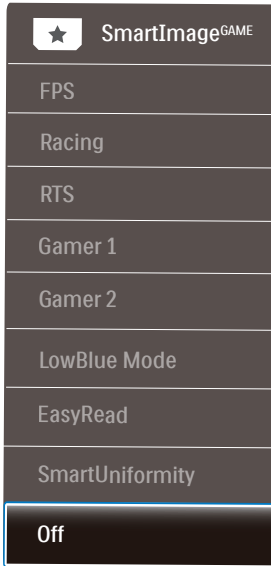 SmartImageGAME
FPS
Racing
RTS
Gamer 1
Gamer 2
LowBlue Mode
EasyRead
SmartUniformity
Off